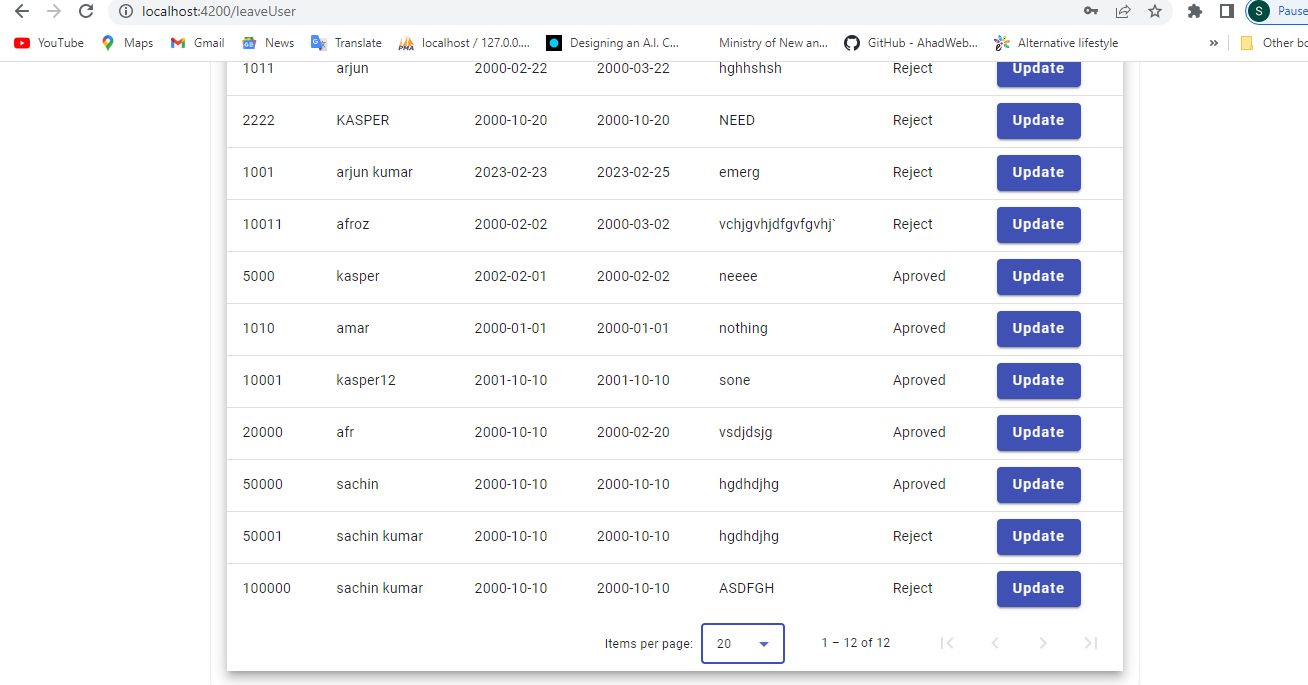 localhost:4200/leaveUser
S Pause
YouTube Maps Gmail News Translate localhost / 127.0.0.... Designing an A.I. C... Ministry of New an... GitHub - AhadWeb... Alternative lifestyle » Other bo
1011 arjun 2000-02-22 2000-03-22 hghhshsh Reject Update
2222 KASPER 2000-10-20 2000-10-20 NEED Reject Update
1001 arjun kumar 2023-02-23 2023-02-25 emerg Reject Update
10011 afroz 2000-02-02 2000-03-02 vchjgvhjdfgvfgvhj` Reject Update
5000 kasper 2002-02-01 2000-02-02 neeee Aproved Update
1010 amar 2000-01-01 2000-01-01 nothing Aproved Update
10001 kasper12 2001-10-10 2001-10-10 sone Aproved Update
20000 afr 2000-10-10 2000-02-20 vsdjdsjg Aproved Update
50000 sachin 2000-10-10 2000-10-10 hgdhdjhg Aproved Update
50001 sachin kumar 2000-10-10 2000-10-10 hgdhdjhg Reject Update
100000 sachin kumar 2000-10-10 2000-10-10 ASDFGH Reject Update
Items per page: 20 1 – 12 of 12